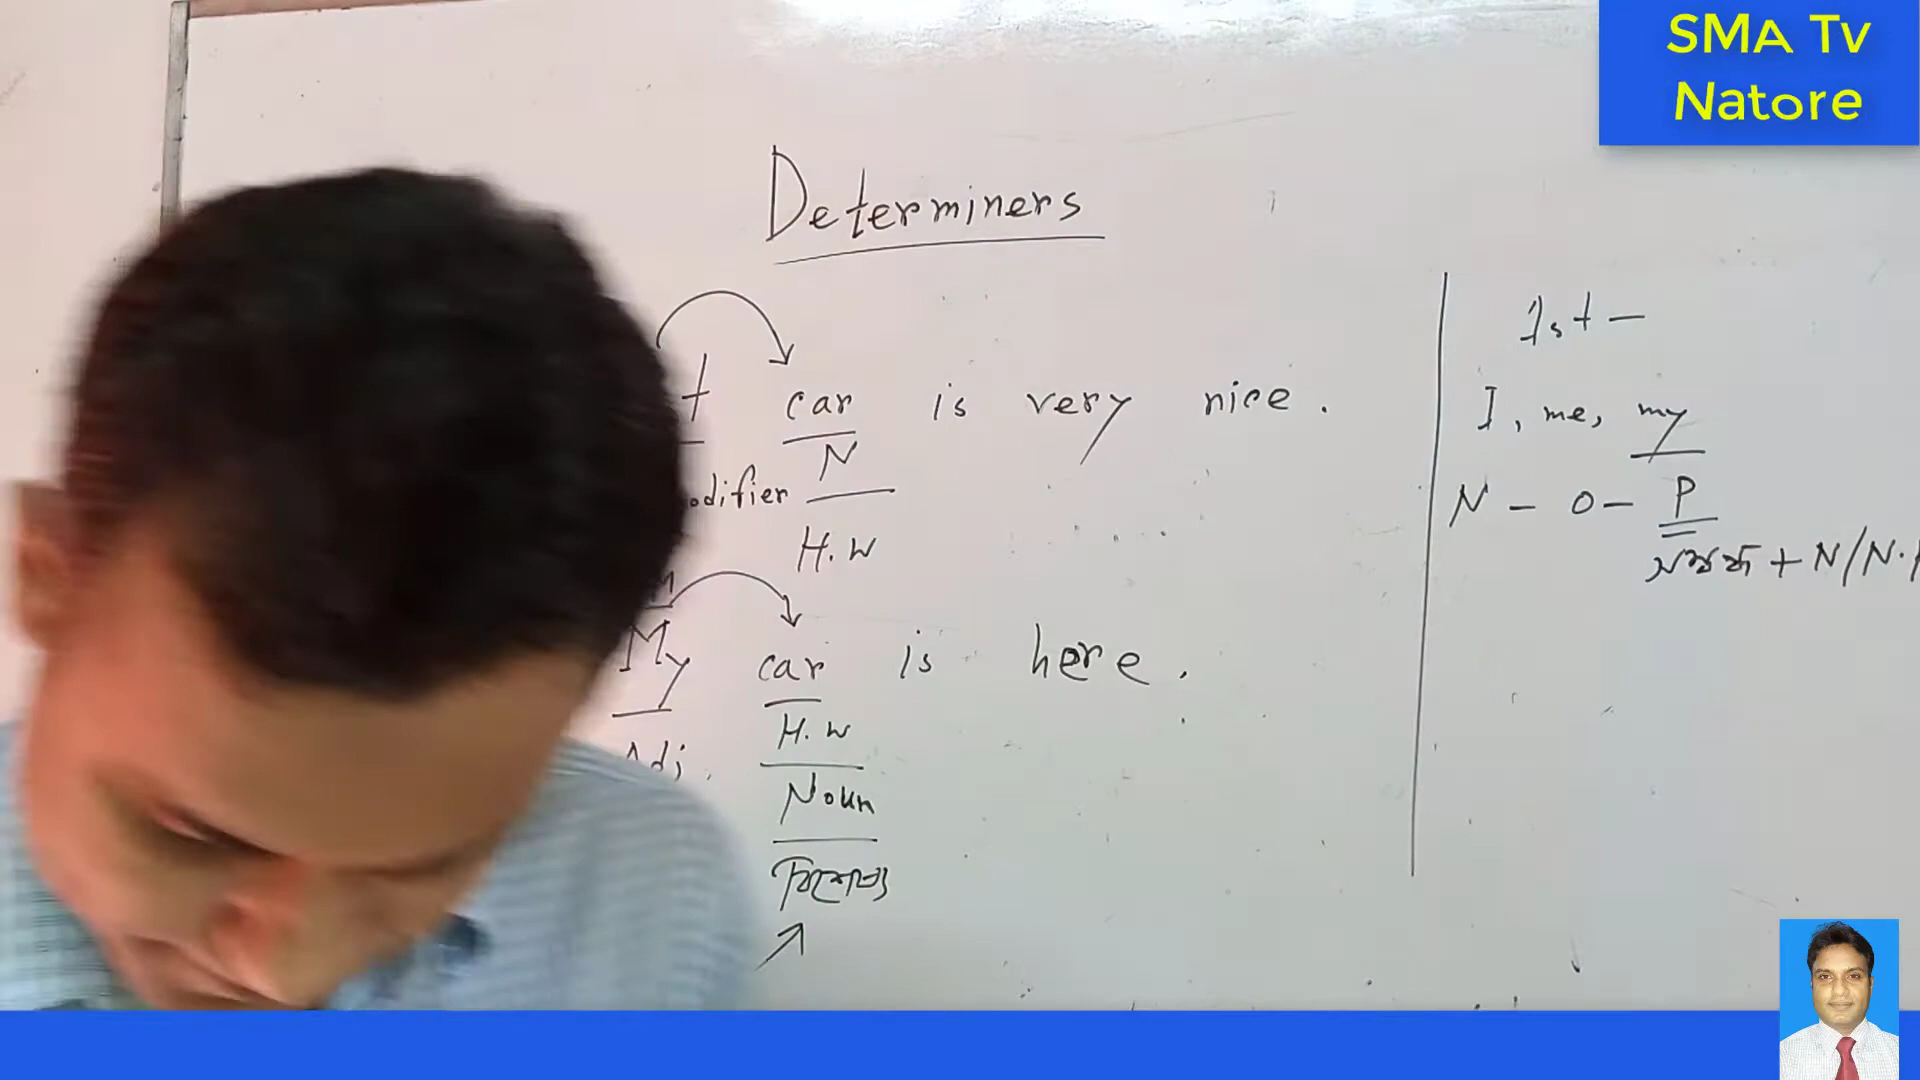 SMA Tv
Natore
Determiners
t car is very nice.
N
odifier
H.W
M
My car is here.
Adj.
H.W
Noun
বিশেষ্য
1st –
I, me, my
N – O – P
সম্বন্ধ + N/N.